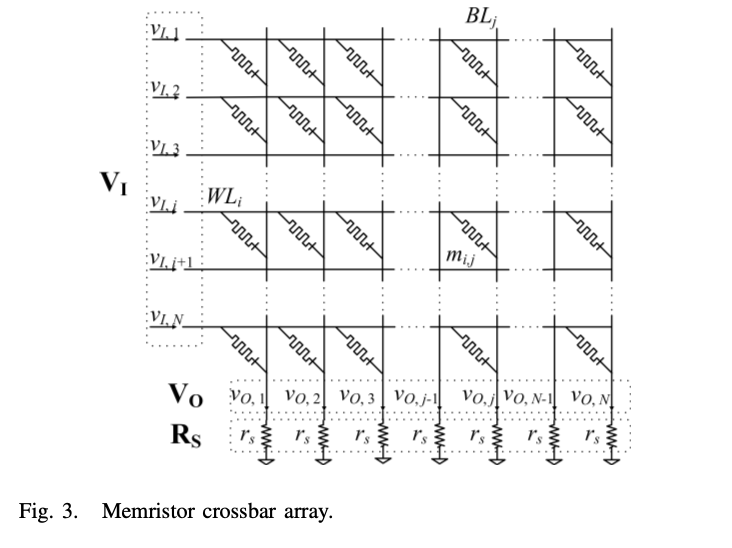 BLj
VI,1
VI,2
VI,3
VI
WLi
VI,i
VI,i+1
mi,j
VI,N
VO VO,1 VO,2 VO,3 VO,j-1 VO,j VO,N-1 VO,N
RS rs rs rs rs rs rs rs
Fig. 3. Memristor crossbar array.